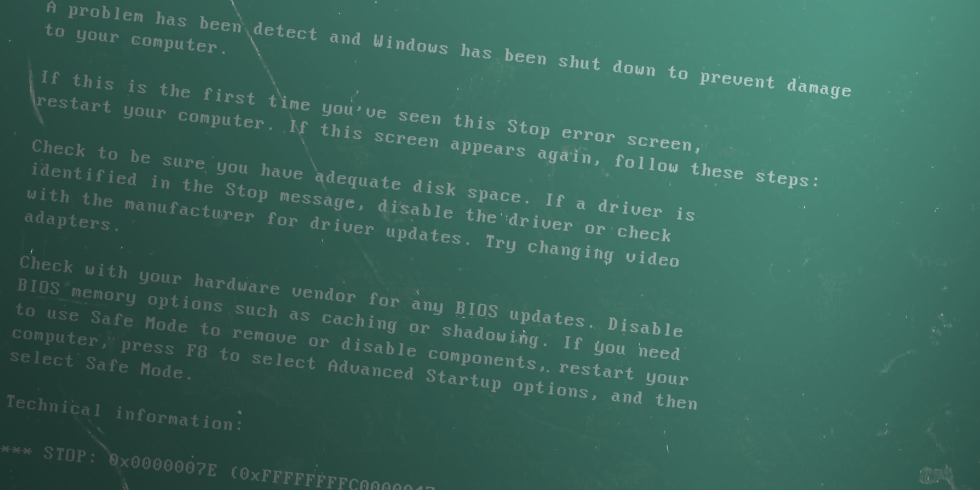 A problem has been detect and Windows has been shut down to prevent damage
to your computer.
If this is the first time you've seen this Stop error screen,
restart your computer. If this screen appears again, follow these steps:
Check to be sure you have adequate disk space. If a driver is
identified in the Stop message, disable the driver or check
with the manufacturer for driver updates. Try changing video
adapters.
Check with your hardware vendor for any BIOS updates. Disable
BIOS memory options such as caching or shadowing. If you need
to use Safe Mode to remove or disable components, restart your
computer, press F8 to select Advanced Startup options, and then
select Safe Mode.
Technical information:
*** STOP: 0x0000007E